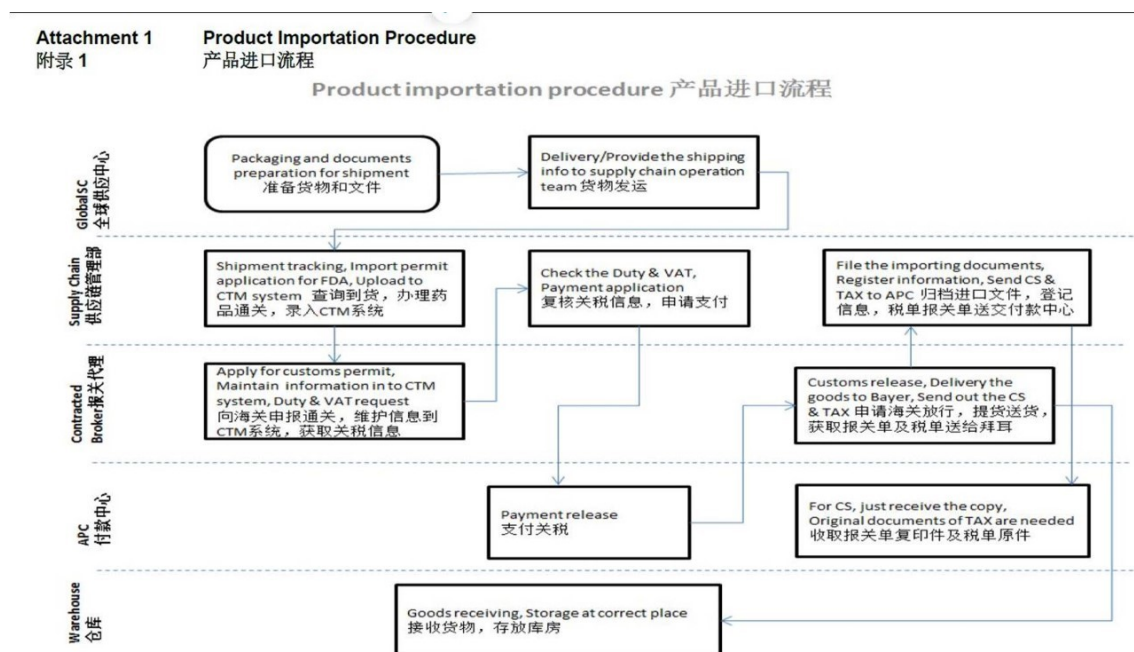 Attachment 1 Product Importation Procedure
附录 1 产品进口流程
Product importation procedure 产品进口流程
Global SC
全球供应中心
Packaging and documents
preparation for shipment
准备货物和文件
Delivery/Provide the shipping
info to supply chain operation
team 货物发运
Supply Chain
供应链管理部
Shipment tracking, Import permit
application for FDA, Upload to
CTM system 查询到货，办理药
品通关，录入CTM系统
Check the Duty & VAT,
Payment application
复核关税信息，申请支付
File the importing documents,
Register information, Send CS &
TAX to APC 归档进口文件，登记
信息，税单报关单送交付款中心
Contracted
Broker报关代理
Apply for customs permit,
Maintain information in to CTM
system, Duty & VAT request
向海关申报通关，维护信息到
CTM系统，获取关税信息
Customs release, Delivery the
goods to Bayer, Send out the CS
& TAX 申请海关放行，提货送货，
获取报关单及税单送给拜耳
APC
付款中心
Payment release
支付关税
For CS, just receive the copy,
Original documents of TAX are needed
收取报关单复印件及税单原件
Warehouse
仓库
Goods receiving, Storage at correct place
接收货物，存放库房